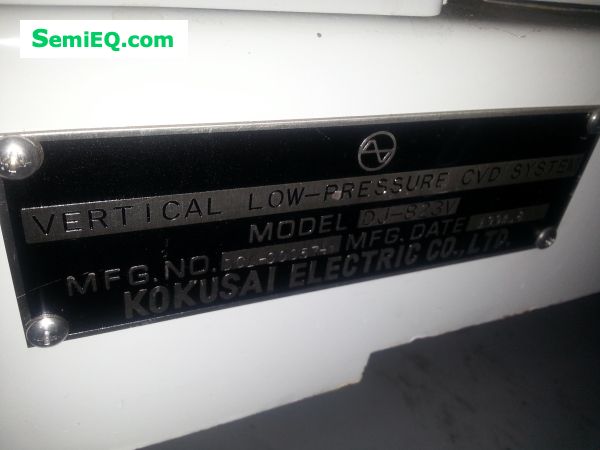 SemiEQ.com
VERTICAL LOW-PRESSURE CVD SYSTEM
MODEL DJ-823V
MFG.NO. MFG. DATE
KOKUSAI ELECTRIC CO.,LTD.